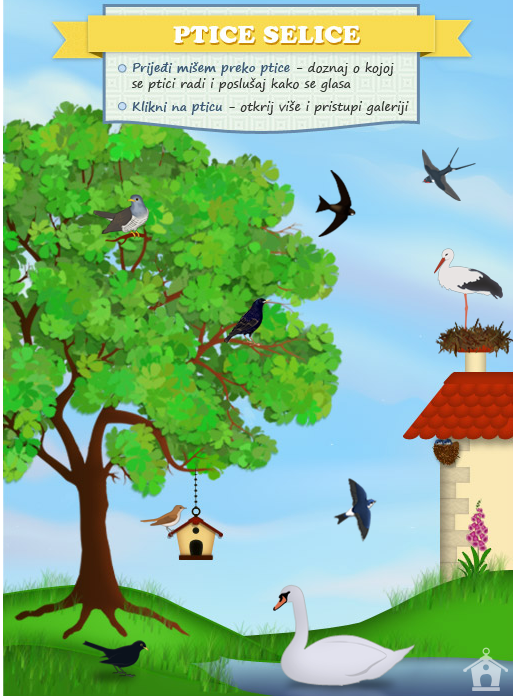 PTICE SELICE
Prijeđi mišem preko ptice - doznaj o kojoj
se ptici radi i poslušaj kako se glasa
Klikni na pticu - otkrij više i pristupi galeriji